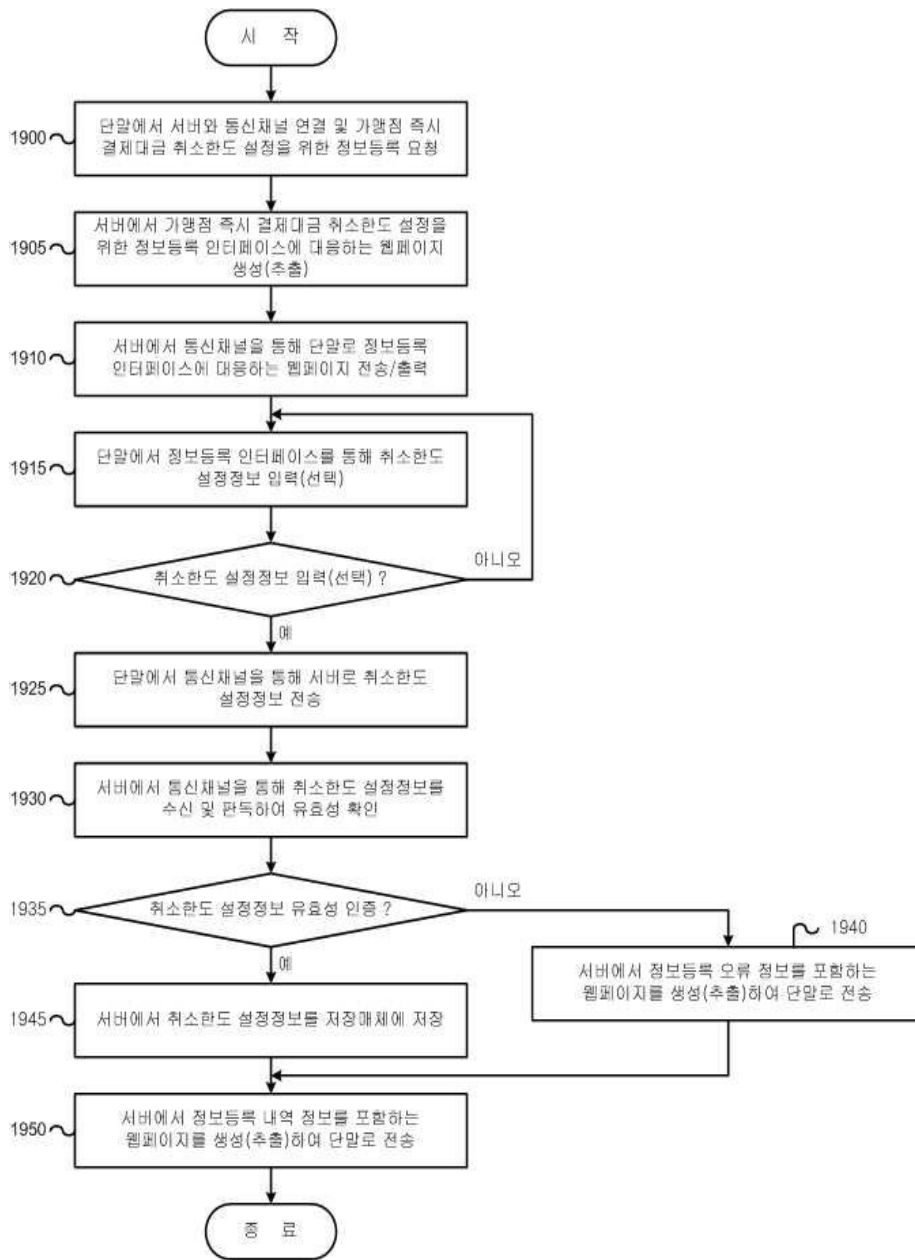 시 작
1900
단말에서 서버와 통신채널 연결 및 가맹점 즉시
결제대금 취소한도 설정을 위한 정보등록 요청
1905
서버에서 가맹점 즉시 결제대금 취소한도 설정을
위한 정보등록 인터페이스에 대응하는 웹페이지
생성(추출)
1910
서버에서 통신채널을 통해 단말로 정보등록
인터페이스에 대응하는 웹페이지 전송/출력
1915
단말에서 정보등록 인터페이스를 통해 취소한도
설정정보 입력(선택)
1920
취소한도 설정정보 입력(선택) ?
아니오
예
1925
단말에서 통신채널을 통해 서버로 취소한도
설정정보 전송
1930
서버에서 통신채널을 통해 취소한도 설정정보를
수신 및 판독하여 유효성 확인
1935
취소한도 설정정보 유효성 인증 ?
아니오
예
1940
서버에서 정보등록 오류 정보를 포함하는
웹페이지를 생성(추출)하여 단말로 전송
1945
서버에서 취소한도 설정정보를 저장매체에 저장
1950
서버에서 정보등록 내역 정보를 포함하는
웹페이지를 생성(추출)하여 단말로 전송
종 료